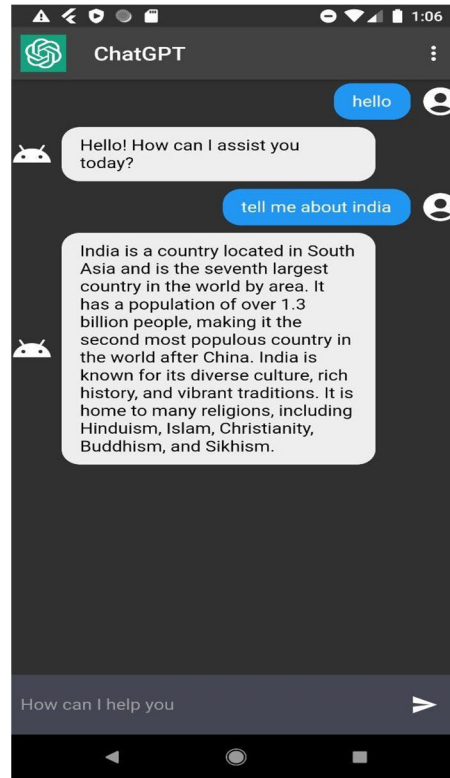 1:06
ChatGPT
hello
Hello! How can I assist you
today?
tell me about india
India is a country located in South
Asia and is the seventh largest
country in the world by area. It
has a population of over 1.3
billion people, making it the
second most populous country in
the world after China. India is
known for its diverse culture, rich
history, and vibrant traditions. It is
home to many religions, including
Hinduism, Islam, Christianity,
Buddhism, and Sikhism.
How can I help you